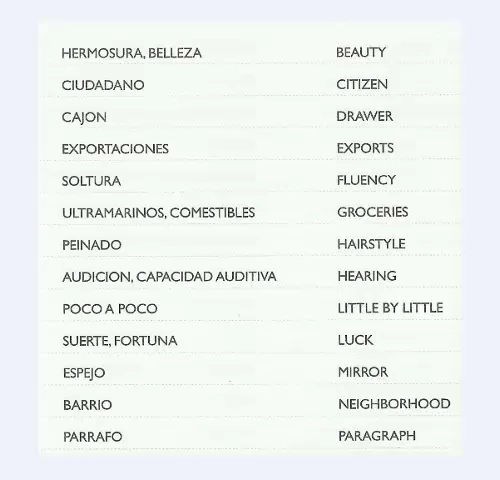 HERMOSURA, BELLEZA BEAUTY
CIUDADANO CITIZEN
CAJON DRAWER
EXPORTACIONES EXPORTS
SOLTURA FLUENCY
ULTRAMARINOS, COMESTIBLES GROCERIES
PEINADO HAIRSTYLE
AUDICION, CAPACIDAD AUDITIVA HEARING
POCO A POCO LITTLE BY LITTLE
SUERTE, FORTUNA LUCK
ESPEJO MIRROR
BARRIO NEIGHBORHOOD
PARRAFO PARAGRAPH